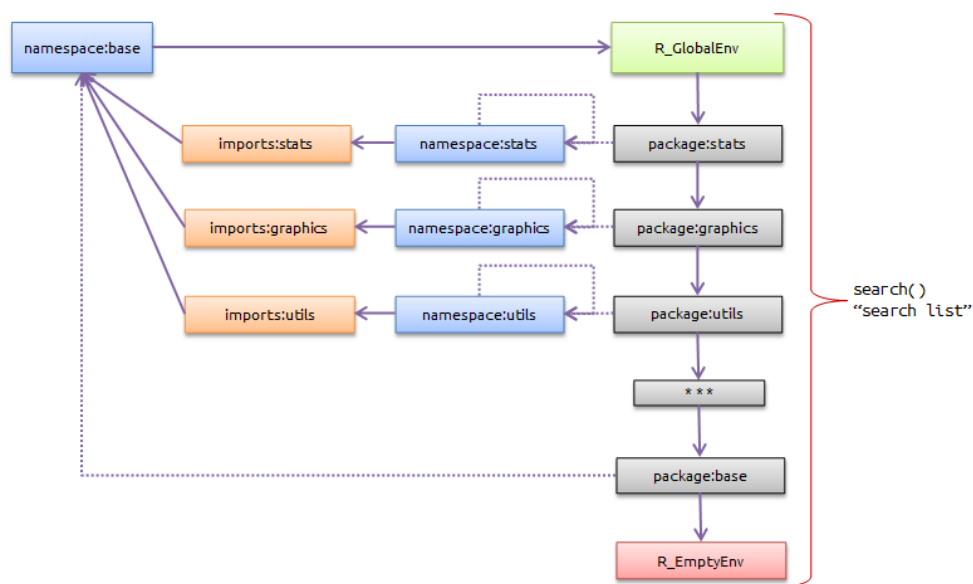 namespace:base
R_GlobalEnv
imports:stats
namespace:stats
package:stats
imports:graphics
namespace:graphics
package:graphics
imports:utils
namespace:utils
package:utils
search()
“search list”
***
package:base
R_EmptyEnv